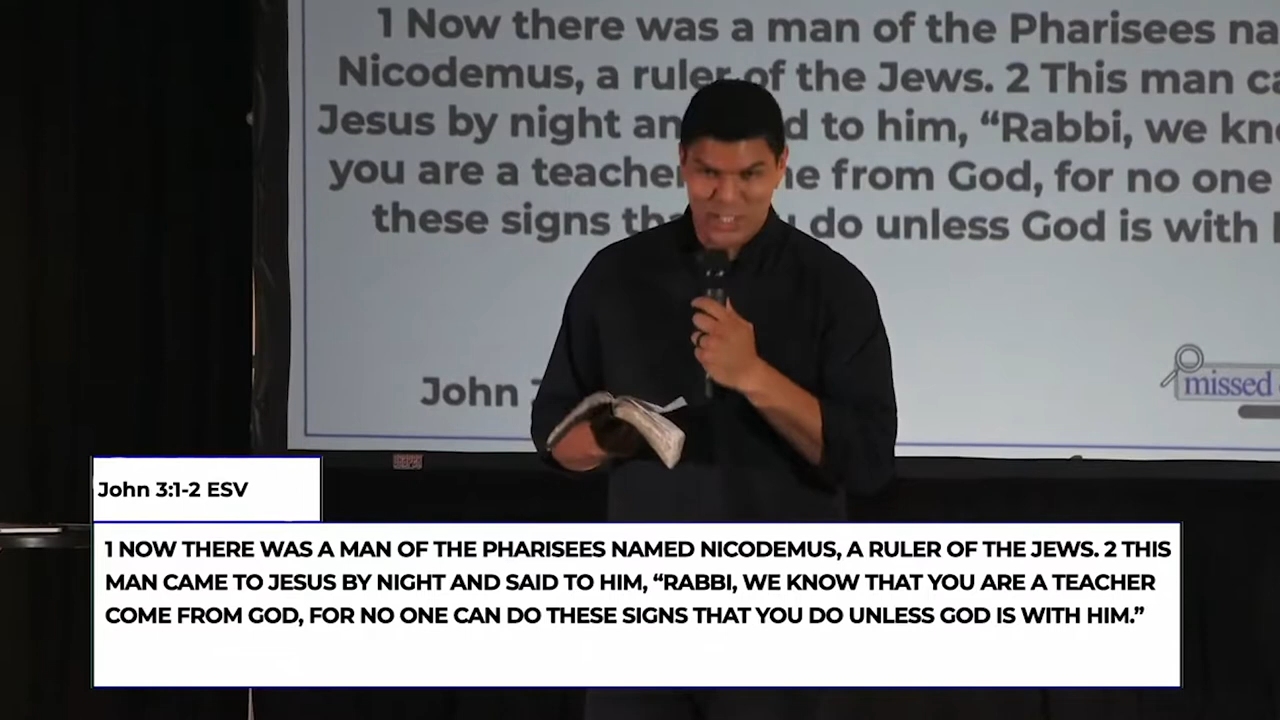 1 Now there was a man of the Pharisees na
Nicodemus, a ruler of the Jews. 2 This man ca
Jesus by night an d to him, “Rabbi, we kn
you are a teacher e from God, for no one
these signs th do unless God is with
John
missed
John 3:1-2 ESV
1 NOW THERE WAS A MAN OF THE PHARISEES NAMED NICODEMUS, A RULER OF THE JEWS. 2 THIS
MAN CAME TO JESUS BY NIGHT AND SAID TO HIM, “RABBI, WE KNOW THAT YOU ARE A TEACHER
COME FROM GOD, FOR NO ONE CAN DO THESE SIGNS THAT YOU DO UNLESS GOD IS WITH HIM.”